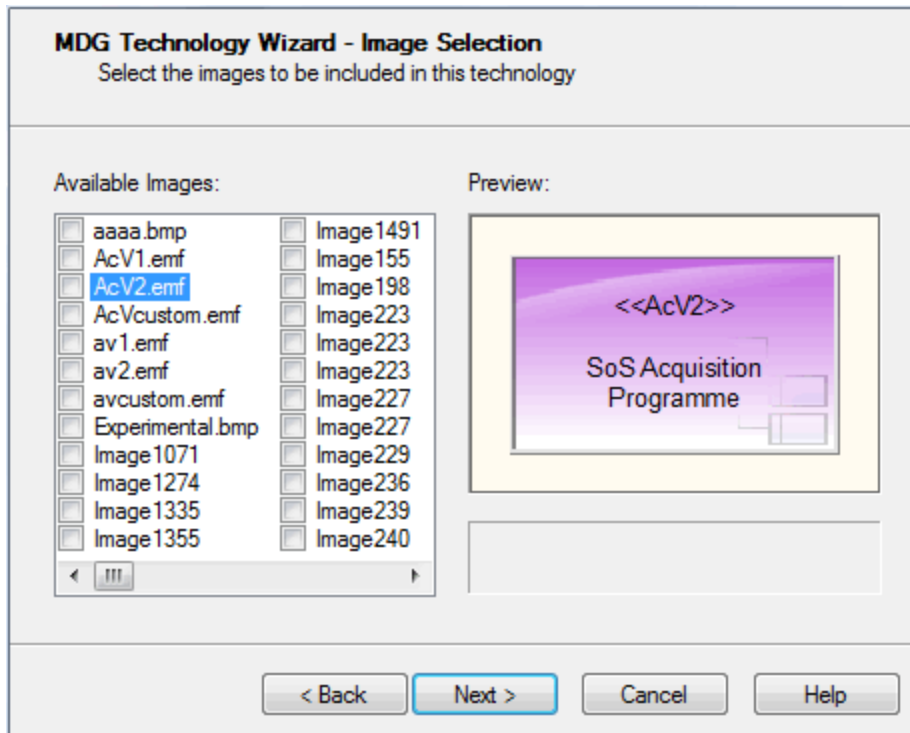 MDG Technology Wizard - Image Selection
Select the images to be included in this technology
Available Images:
Preview:
aaaa.bmp
AcV1.emf
AcV2.emf
AcVcustom.emf
av1.emf
av2.emf
avcustom.emf
Experimental.bmp
Image1071
Image1274
Image1335
Image1355
Image1491
Image155
Image198
Image223
Image223
Image223
Image227
Image227
Image229
Image236
Image239
Image240
<<AcV2>>
SoS Acquisition
Programme
< Back
Next >
Cancel
Help